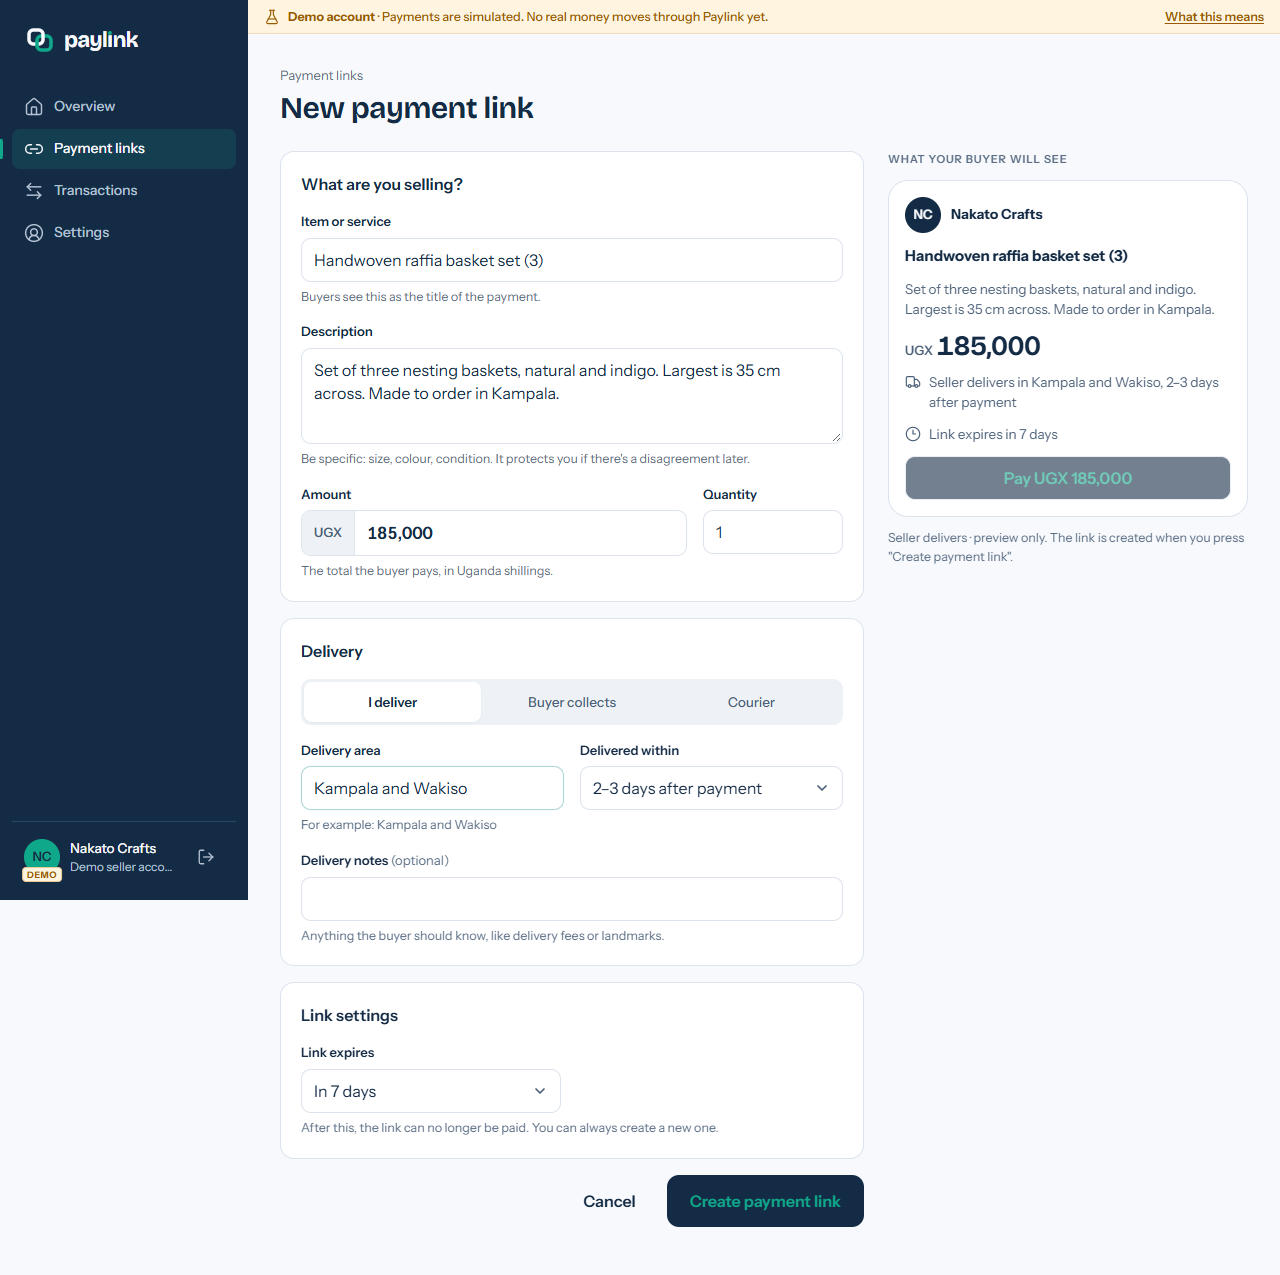 paylink
Overview
Payment links
Transactions
Settings
NC
DEMO
Nakato Crafts
Demo seller acco...
Demo account · Payments are simulated. No real money moves through Paylink yet.
What this means
Payment links
New payment link
What are you selling?
Item or service
Handwoven raffia basket set (3)
Buyers see this as the title of the payment.
Description
Set of three nesting baskets, natural and indigo. Largest is 35 cm
across. Made to order in Kampala.
Be specific: size, colour, condition. It protects you if there's a disagreement later.
Amount
Quantity
UGX 185,000
1
The total the buyer pays, in Uganda shillings.
Delivery
I deliver
Buyer collects
Courier
Delivery area
Delivered within
Kampala and Wakiso
2–3 days after payment
For example: Kampala and Wakiso
Delivery notes (optional)
Anything the buyer should know, like delivery fees or landmarks.
Link settings
Link expires
In 7 days
After this, the link can no longer be paid. You can always create a new one.
Cancel
Create payment link
WHAT YOUR BUYER WILL SEE
NC
Nakato Crafts
Handwoven raffia basket set (3)
Set of three nesting baskets, natural and indigo.
Largest is 35 cm across. Made to order in Kampala.
UGX 185,000
Seller delivers in Kampala and Wakiso, 2–3 days
after payment
Link expires in 7 days
Pay UGX 185,000
Seller delivers · preview only. The link is created when you press
"Create payment link".